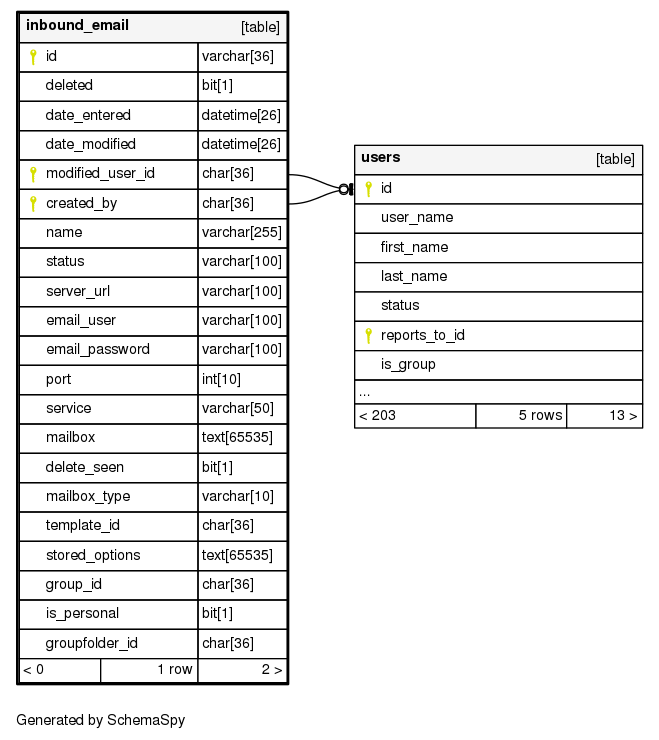 inbound_email [table]
id varchar[36]
deleted bit[1]
date_entered datetime[26]
date_modified datetime[26]
modified_user_id char[36]
created_by char[36]
name varchar[255]
status varchar[100]
server_url varchar[100]
email_user varchar[100]
email_password varchar[100]
port int[10]
service varchar[50]
mailbox text[65535]
delete_seen bit[1]
mailbox_type varchar[10]
template_id char[36]
stored_options text[65535]
group_id char[36]
is_personal bit[1]
groupfolder_id char[36]
< 0 1 row 2 >
users [table]
id
user_name
first_name
last_name
status
reports_to_id
is_group
...
< 203 5 rows 13 >
Generated by SchemaSpy